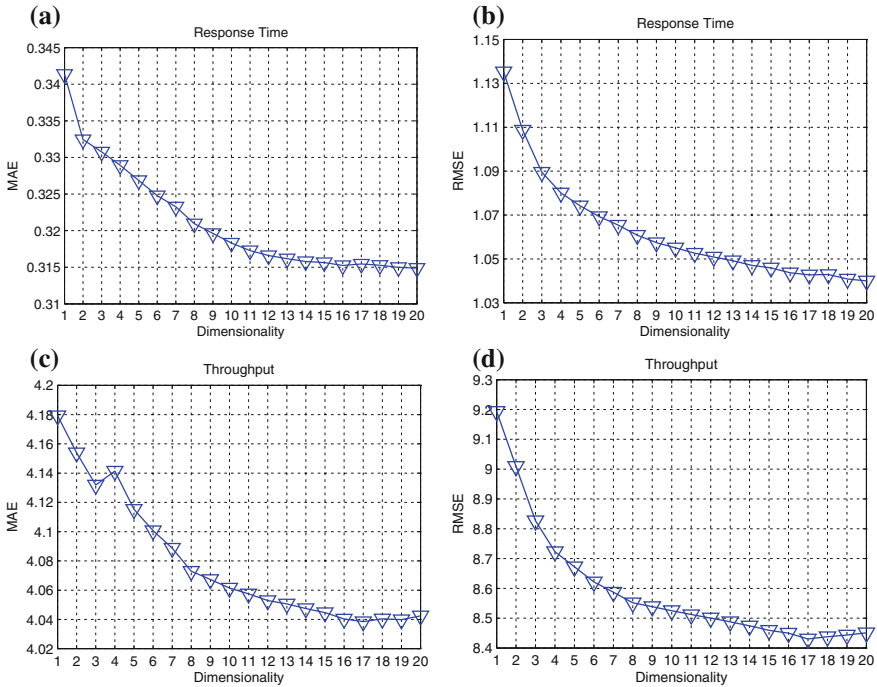 (a)
Response Time
0.345
0.34
0.335
0.33
0.325
0.32
0.315
0.31
MAE
1 2 3 4 5 6 7 8 9 10 11 12 13 14 15 16 17 18 19 20
Dimensionality
(b)
Response Time
1.15
1.13
1.11
1.09
1.07
1.05
1.03
RMSE
1 2 3 4 5 6 7 8 9 10 11 12 13 14 15 16 17 18 19 20
Dimensionality
(c)
Throughput
4.2
4.18
4.16
4.14
4.12
4.1
4.08
4.06
4.04
4.02
MAE
1 2 3 4 5 6 7 8 9 10 11 12 13 14 15 16 17 18 19 20
Dimensionality
(d)
Throughput
9.3
9.2
9.1
9
8.9
8.8
8.7
8.6
8.5
8.4
RMSE
1 2 3 4 5 6 7 8 9 10 11 12 13 14 15 16 17 18 19 20
Dimensionality